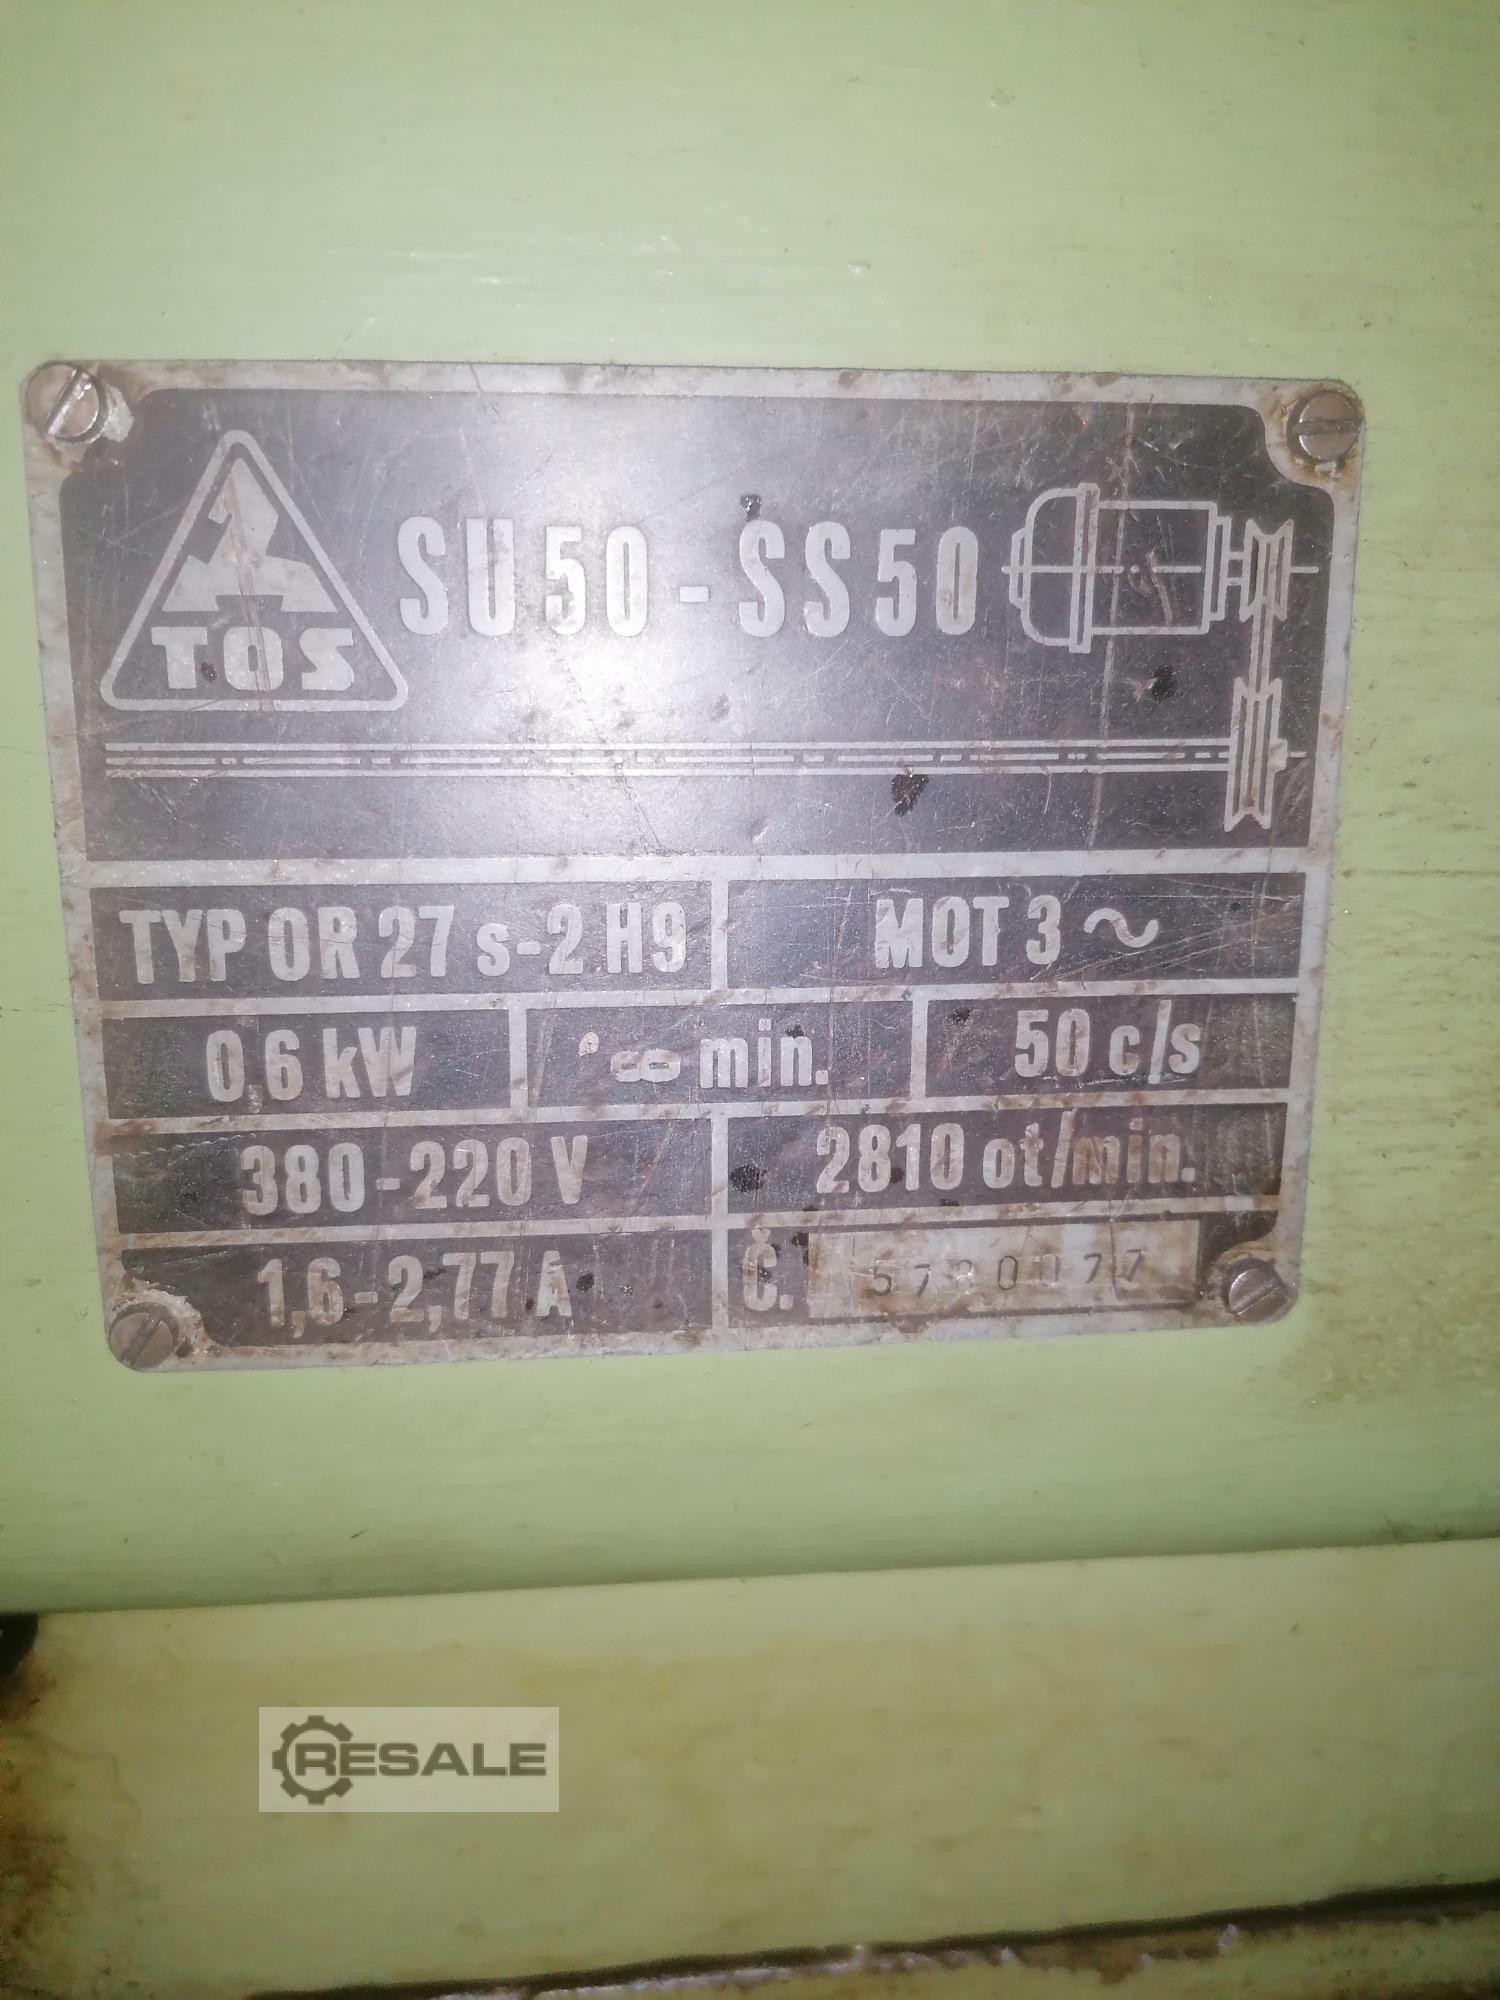 TOS
SU50-SS50
TYP OR 27 s-2 H9
MOT 3~
0,6 kW
∞ min.
50 c/s
380-220 V
2810 ot/min.
1,6-2,77 A
Č.
RESALE